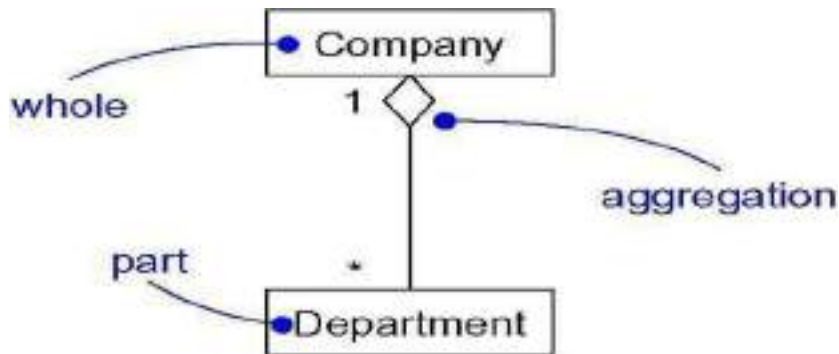 Company
whole
1
aggregation
part
*
Department